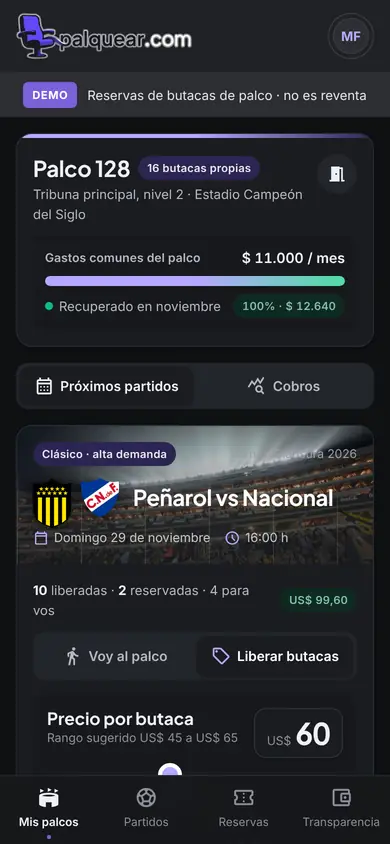 palquear.com
MF
DEMO Reservas de butacas de palco · no es reventa
Palco 128 16 butacas propias
Tribuna principal, nivel 2 · Estadio Campeón
del Siglo
Gastos comunes del palco $ 11.000 / mes
Recuperado en noviembre 100% · $ 12.640
Próximos partidos Cobros
Clásico · alta demanda 2026
Peñarol vs Nacional
C.N.de F.
Domingo 29 de noviembre 16:00 h
10 liberadas · 2 reservadas · 4 para
vos
US$ 99,60
Voy al palco Liberar butacas
Precio por butaca
Rango sugerido US$ 45 a US$ 65
US$ 60
Mis palcos Partidos Reservas Transparencia